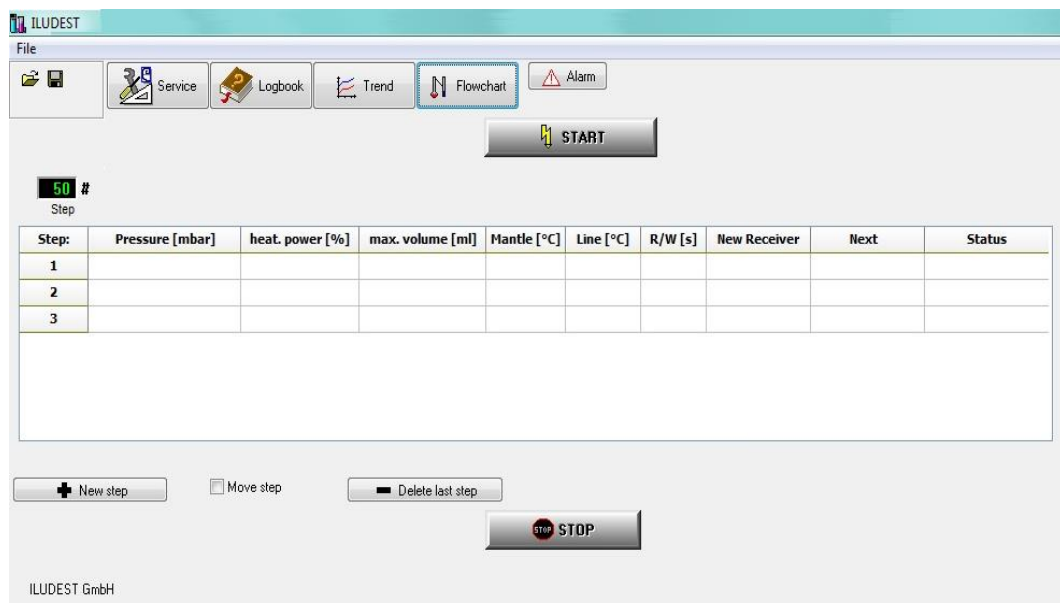 ILUDEST
File
Service Logbook Trend Flowchart Alarm
START
50 #
Step
Step: Pressure [mbar] heat. power [%] max. volume [ml] Mantle [°C] Line [°C] R/W [s] New Receiver Next Status
1
2
3
New step Move step Delete last step
STOP STOP
ILUDEST GmbH